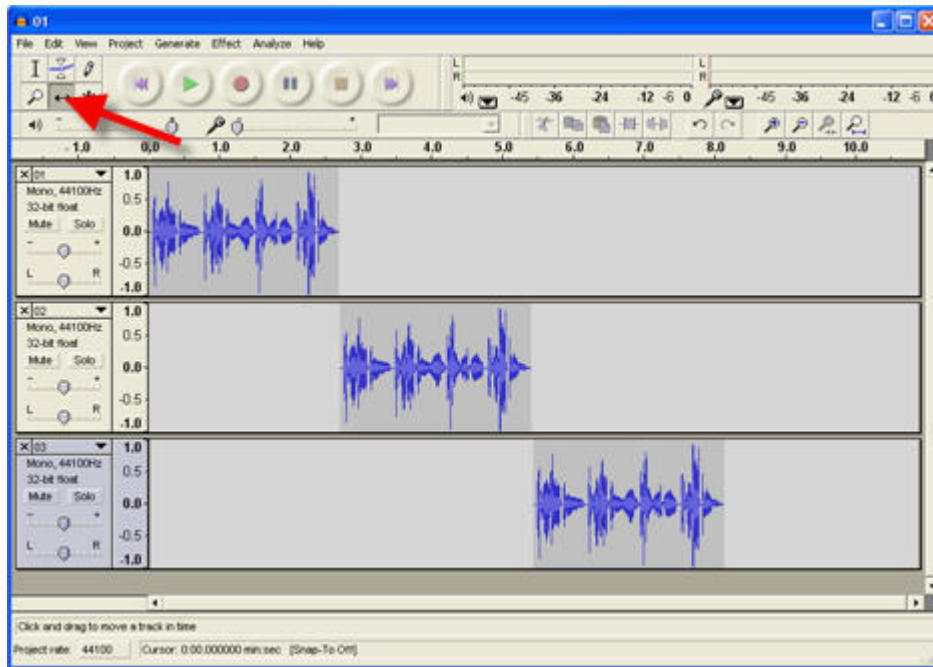 01
File Edit View Project Generate Effect Analyze Help
L
R
L
R
-45 -36 -24 -12 -6 0
-45 -36 -24 -12 -6 0
- 1.0 0.0 1.0 2.0 3.0 4.0 5.0 6.0 7.0 8.0 9.0 10.0
01
Mono, 44100Hz
32-bit float
Mute Solo
- +
L R
1.0
0.5
0.0
-0.5
-1.0
02
Mono, 44100Hz
32-bit float
Mute Solo
- +
L R
1.0
0.5
0.0
-0.5
-1.0
03
Mono, 44100Hz
32-bit float
Mute Solo
- +
L R
1.0
0.5
0.0
-0.5
-1.0
Click and drag to move a track in time
Project rate: 44100 Cursor: 0:00.000000 min:sec [Snap-To Off]